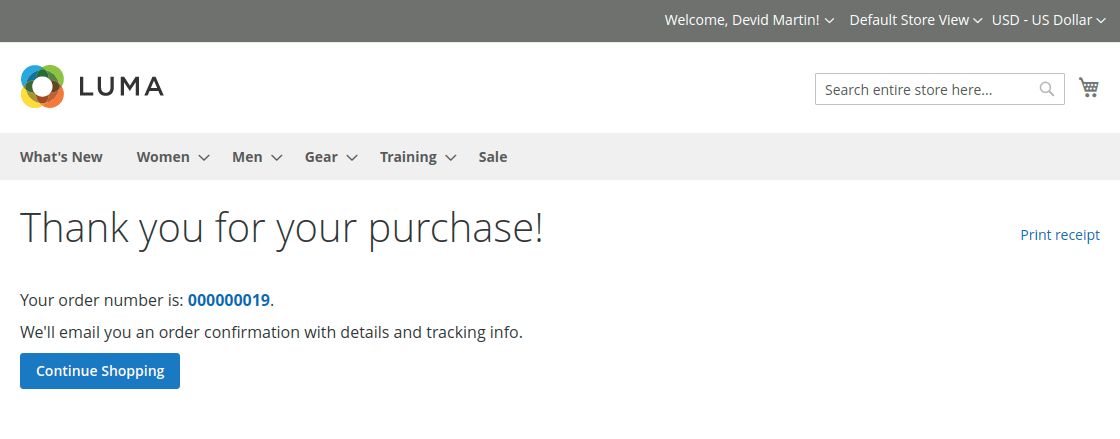 Welcome, Devid Martin! Default Store View USD - US Dollar
LUMA
Search entire store here...
What's New Women Men Gear Training Sale
Thank you for your purchase!
Print receipt
Your order number is: 000000019.
We'll email you an order confirmation with details and tracking info.
Continue Shopping